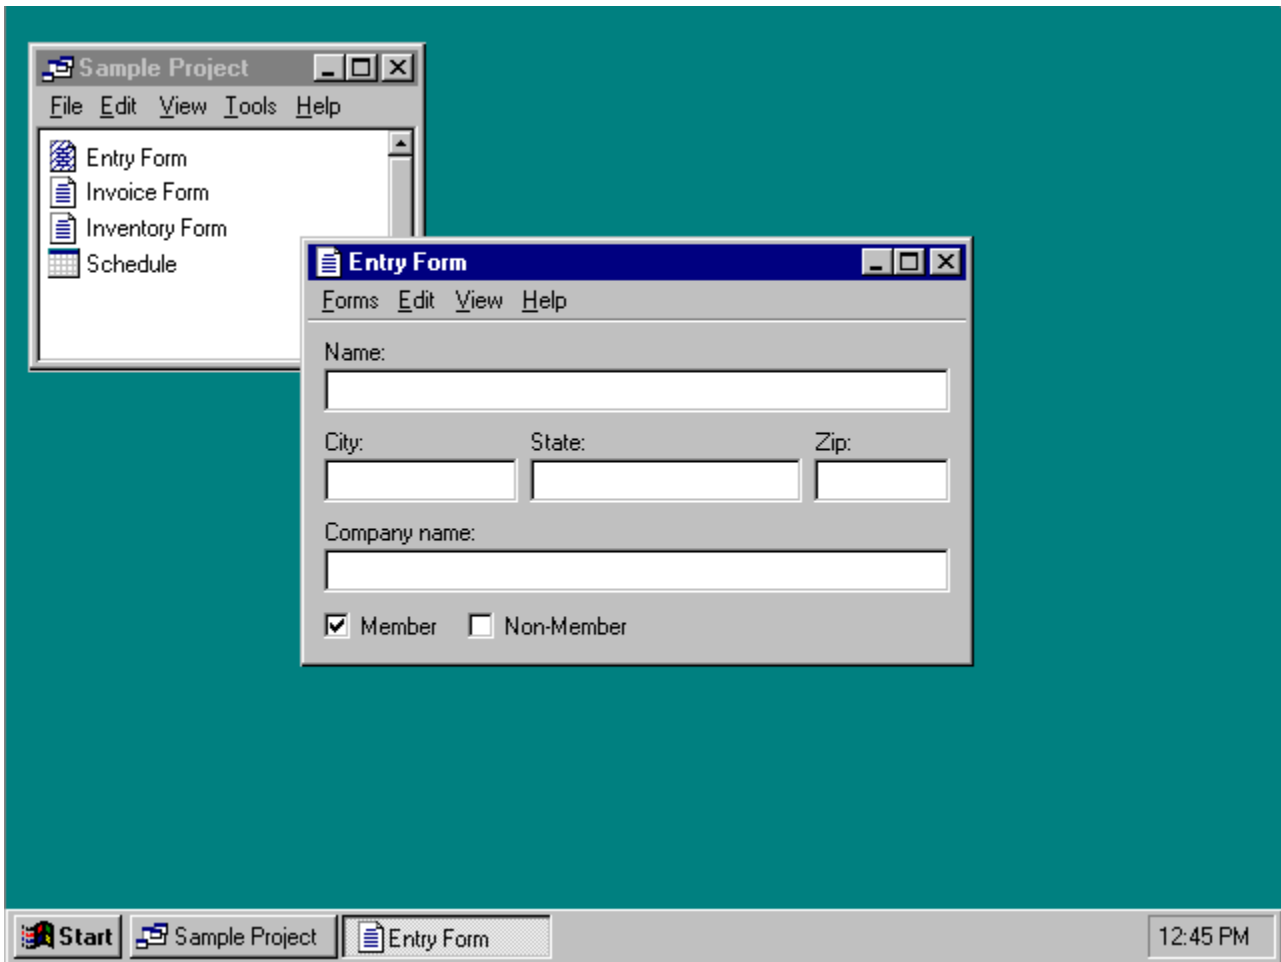 Sample Project
File Edit View Tools Help
Entry Form
Invoice Form
Inventory Form
Schedule
Entry Form
Forms Edit View Help
Name:
City: State: Zip:
Company name:
Member Non-Member
Start Sample Project Entry Form 12:45 PM